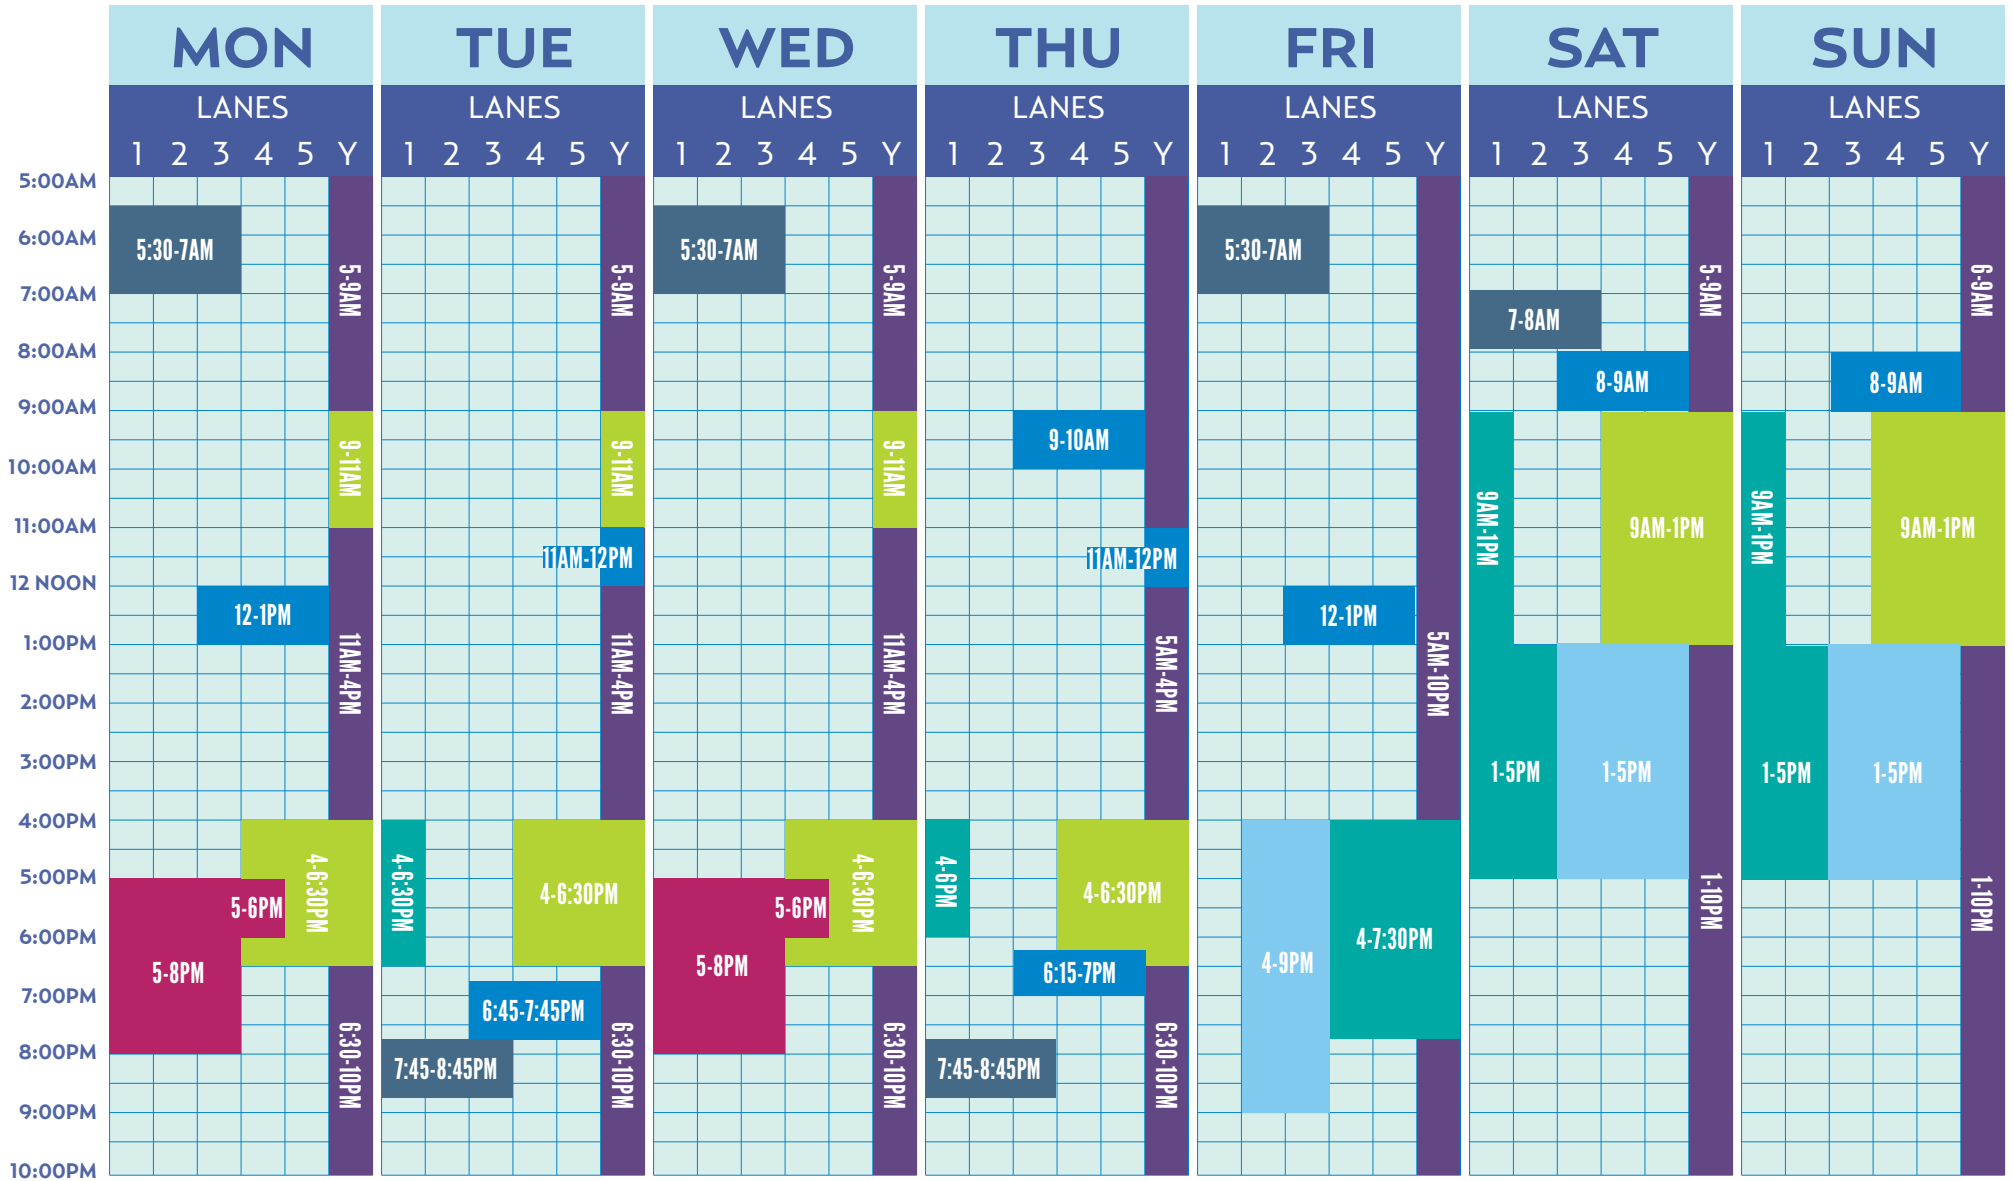 MON TUE WED THU FRI SAT SUN
LANES LANES LANES LANES LANES LANES LANES
1 2 3 4 5 Y 1 2 3 4 5 Y 1 2 3 4 5 Y 1 2 3 4 5 Y 1 2 3 4 5 Y 1 2 3 4 5 Y 1 2 3 4 5 Y
5:00AM
6:00AM
7:00AM
8:00AM
9:00AM
10:00AM
11:00AM
12 NOON
1:00PM
2:00PM
3:00PM
4:00PM
5:00PM
6:00PM
7:00PM
8:00PM
9:00PM
10:00PM
5:30-7AM
5-9AM
9-11AM
12-1PM
11AM-4PM
4-6:30PM
5-6PM
5-8PM
6:30-10PM
5-9AM
9-11AM
11AM-12PM
11AM-4PM
4-6:30PM
4-6:30PM
6:45-7:45PM
7:45-8:45PM
6:30-10PM
5:30-7AM
5-9AM
9-11AM
11AM-4PM
4-6:30PM
5-6PM
5-8PM
6:30-10PM
9-10AM
11AM-12PM
5AM-4PM
4-6PM
4-6:30PM
6:15-7PM
7:45-8:45PM
6:30-10PM
5:30-7AM
12-1PM
5AM-10PM
4-9PM
4-7:30PM
5-9AM
7-8AM
8-9AM
9AM-1PM
9AM-1PM
1-5PM
1-5PM
1-10PM
6-9AM
8-9AM
9AM-1PM
9AM-1PM
1-5PM
1-5PM
1-10PM